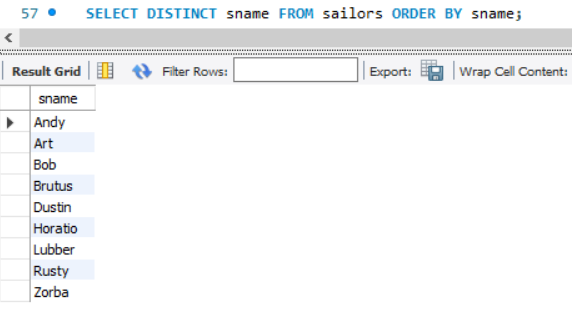 57 SELECT DISTINCT sname FROM sailors ORDER BY sname;
Result Grid Filter Rows: Export: Wrap Cell Content:
sname
Andy
Art
Bob
Brutus
Dustin
Horatio
Lubber
Rusty
Zorba